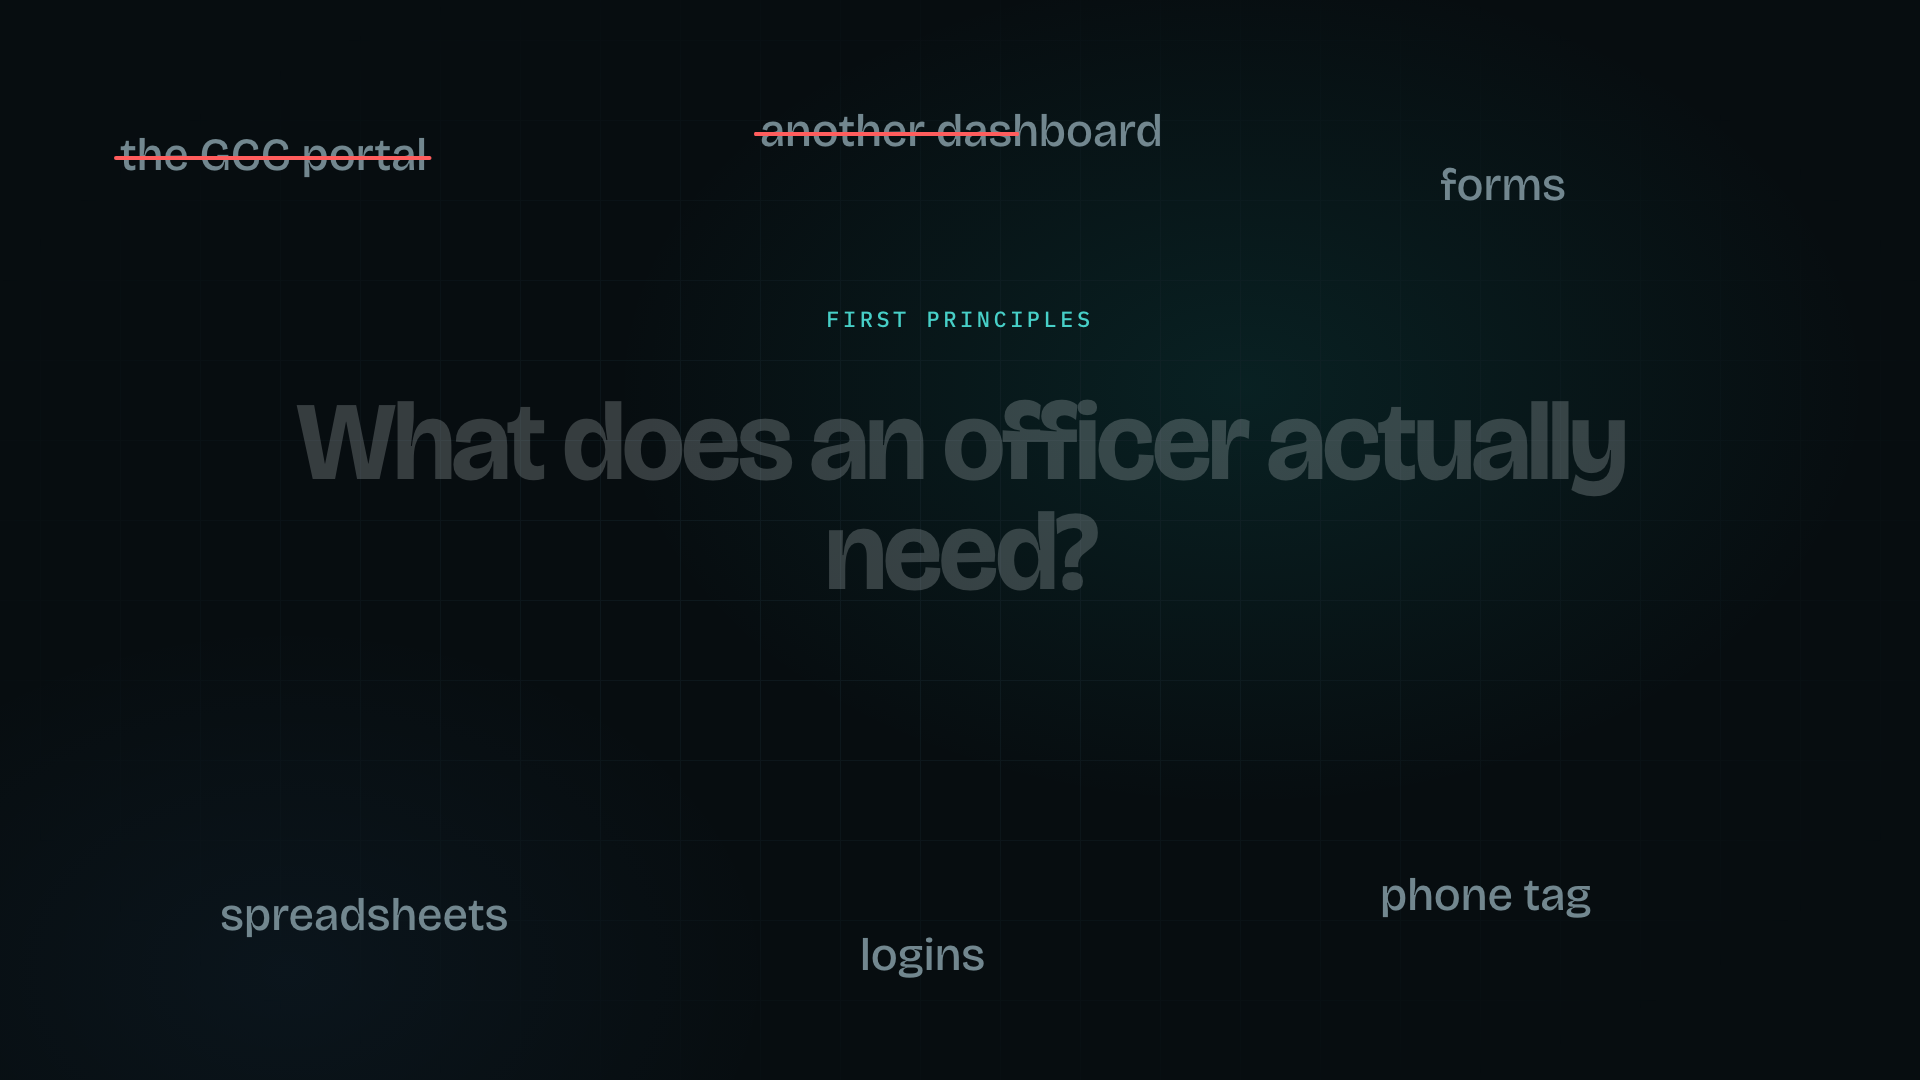 the GCC portal
another dashboard
forms
FIRST PRINCIPLES
What does an officer actually
need?
spreadsheets
logins
phone tag